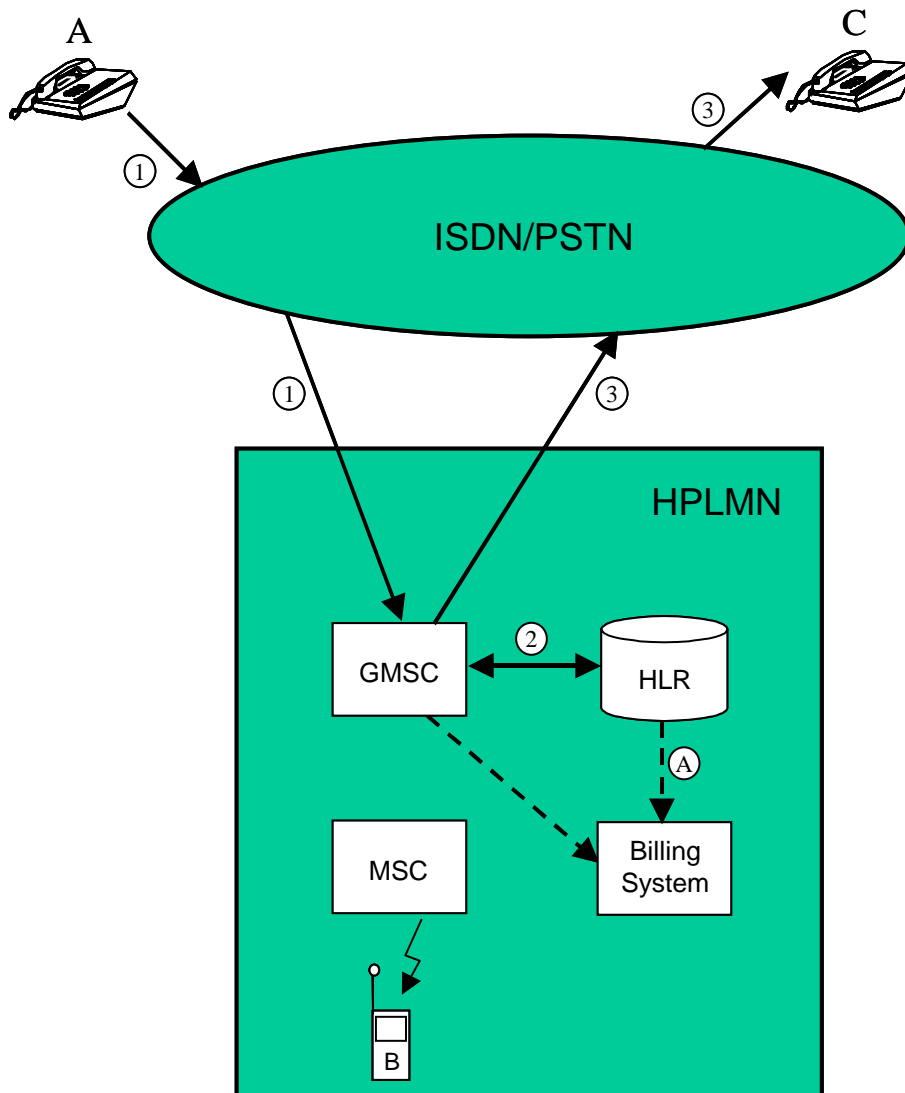 A
C
3
1
ISDN/PSTN
1
3
HPLMN
2
GMSC
HLR
A
MSC
Billing
System
B